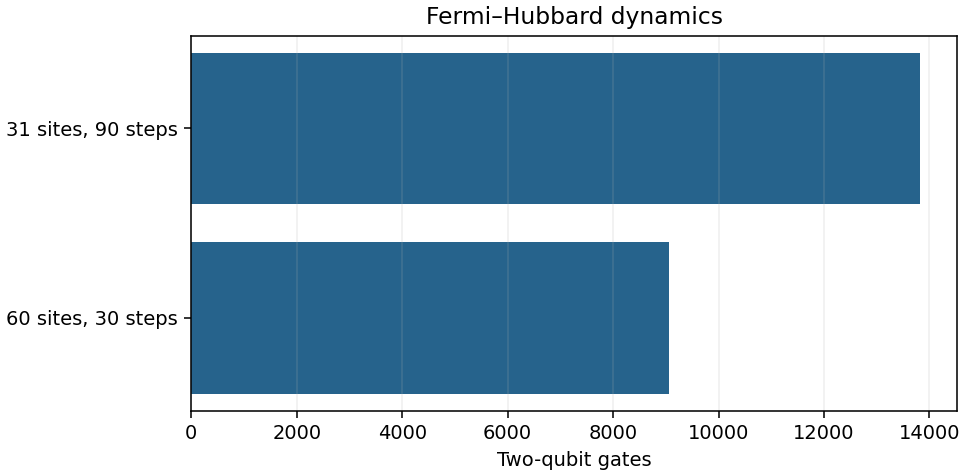 Fermi–Hubbard dynamics
31 sites, 90 steps
60 sites, 30 steps
0 2000 4000 6000 8000 10000 12000 14000
Two-qubit gates